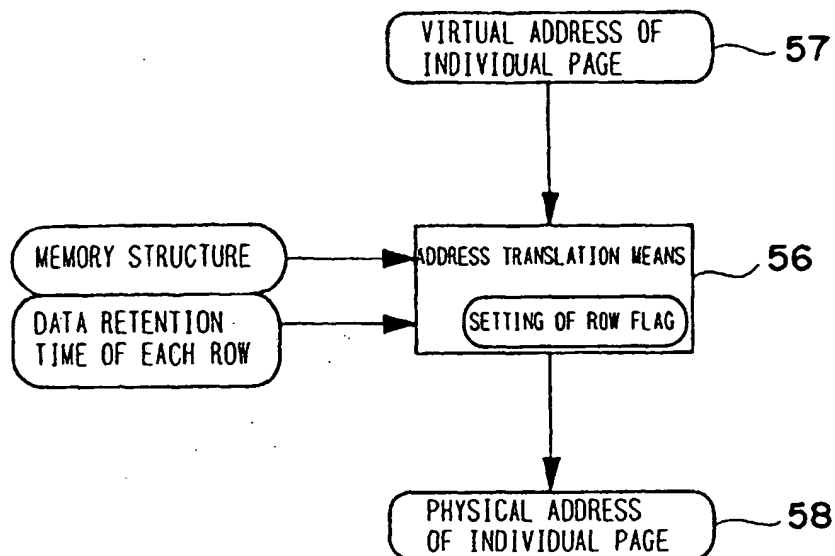 VIRTUAL ADDRESS OF
INDIVIDUAL PAGE
57
MEMORY STRUCTURE
ADDRESS TRANSLATION MEANS
56
DATA RETENTION
TIME OF EACH ROW
SETTING OF ROW FLAG
PHYSICAL ADDRESS
OF INDIVIDUAL PAGE
58